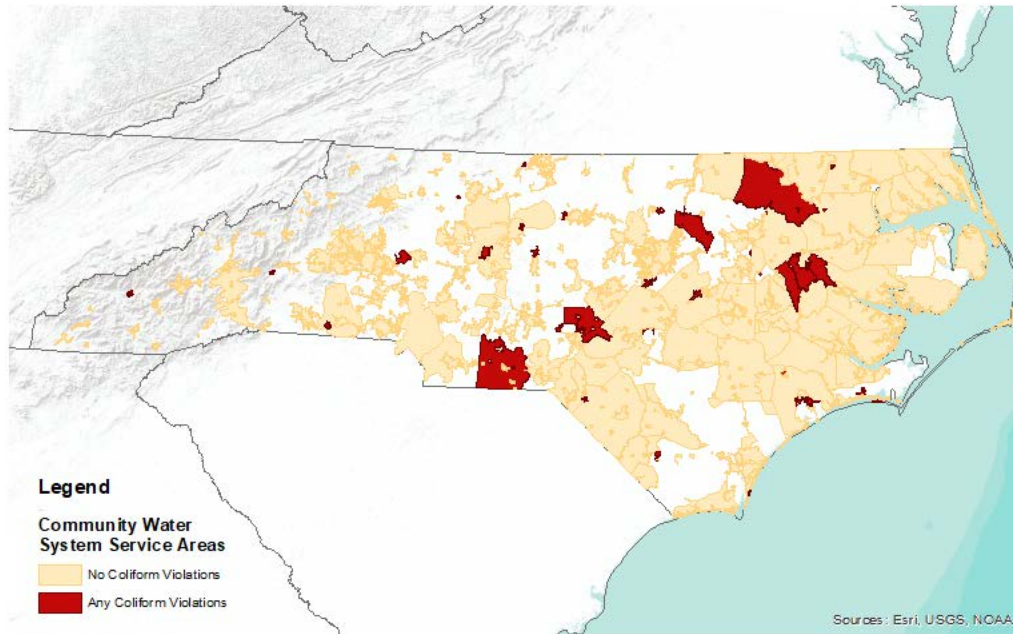 Legend
Community Water
System Service Areas
No Coliform Violations
Any Coliform Violations
Sources: Esri, USGS, NOAA